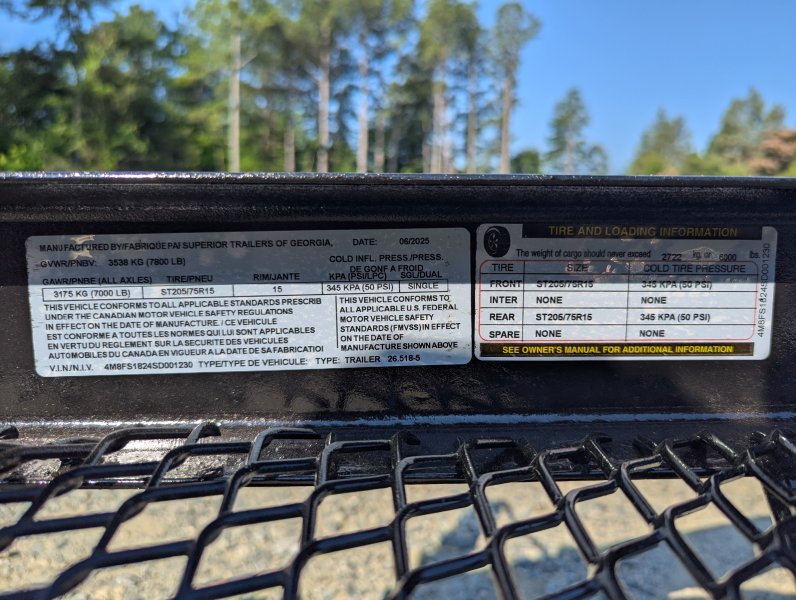 MANUFACTURED BY/FABRIQUE PA SUPERIOR TRAILERS OF GEORGIA, DATE: 06/2025
GVWR/PNBV: 3538 KG (7800 LB) COLD INFL. PRESS./PRESS.
DE GONF A FROID
GAWR/PNBE (ALL AXLES) TIRE/PNEU RIM/JANTE KPA (PSI/LPC) SGL/DUAL
3175 KG (7000 LB) ST205/75R15 15 345 KPA (50 PSI) SINGLE
THIS VEHICLE CONFORMS TO ALL APPLICABLE STANDARDS PRESCRIB
UNDER THE CANADIAN MOTOR VEHICLE SAFETY REGULATIONS
IN EFFECT ON THE DATE OF MANUFACTURE. / CE VEHICULE
EST CONFORME A TOUTES LES NORMES QUI LUI SONT APPLICABLES
EN VERTU DU REGLEMENT SUR LA SECURITE DES VEHICLES
AUTOMOBILES DU CANADA EN VIGUEUR A LA DATE DE SA FABRICATIOI
THIS VEHICLE CONFORMS TO
ALL APPLICABLE U.S. FEDERAL
MOTOR VEHICLE SAFETY
STANDARDS (FMVSS) IN EFFECT
ON THE DATE OF
MANUFACTURE SHOWN ABOVE
V.I.N./N.I.V. 4M8FS1824SD001230 TYPE/TYPE DE VEHICULE: TYPE: TRAILER 26.518-5
TIRE AND LOADING INFORMATION
The weight of cargo should never exceed 2722 kg. or 6000 lbs.
TIRE SIZE COLD TIRE PRESSURE
FRONT ST205/75R15 345 KPA (50 PSI)
INTER NONE NONE
REAR ST205/75R15 345 KPA (50 PSI)
SPARE NONE NONE
SEE OWNER'S MANUAL FOR ADDITIONAL INFORMATION
4M8FS1824SD001230